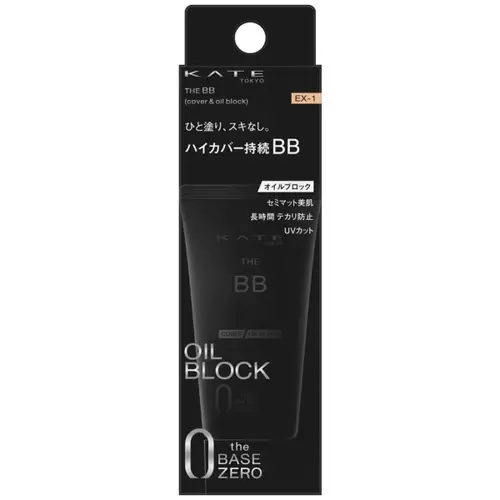 KATE
TOKYO
THE BB
(cover & oil block)
EX-1
ひと塗り、スキなし。
ハイカバー持続BB
オイルブロック
セミマット美肌
長時間 テカリ防止
UVカット
KATE
THE
BB
OIL
BLOCK
0
the
BASE
ZERO